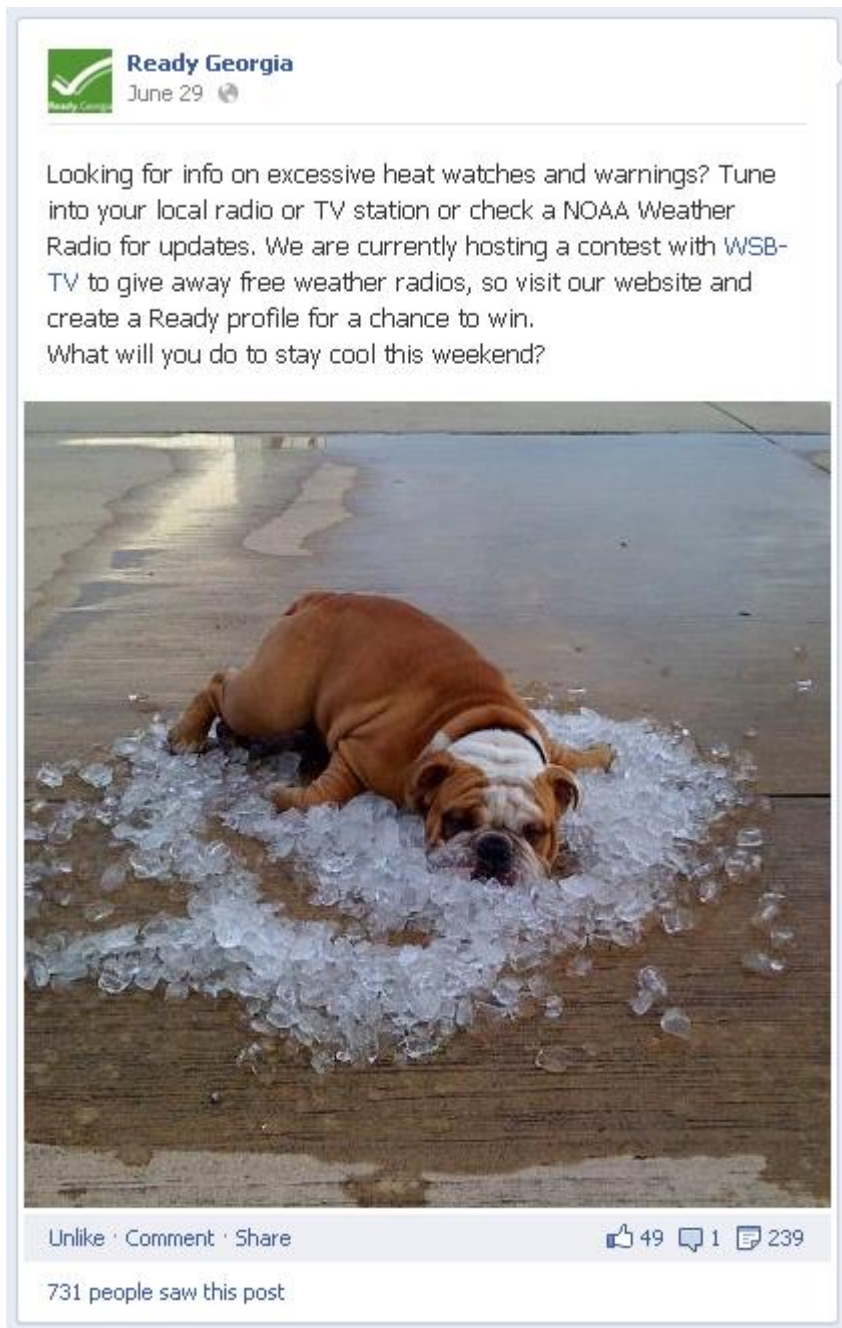 Ready Georgia
June 29
Looking for info on excessive heat watches and warnings? Tune
into your local radio or TV station or check a NOAA Weather
Radio for updates. We are currently hosting a contest with WSB-
TV to give away free weather radios, so visit our website and
create a Ready profile for a chance to win.
What will you do to stay cool this weekend?
Unlike · Comment · Share 49 1 239
731 people saw this post